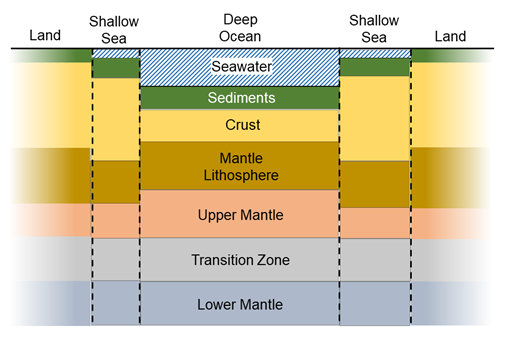 Land
Shallow
Sea
Deep
Ocean
Shallow
Sea
Land
Seawater
Sediments
Crust
Mantle
Lithosphere
Upper Mantle
Transition Zone
Lower Mantle